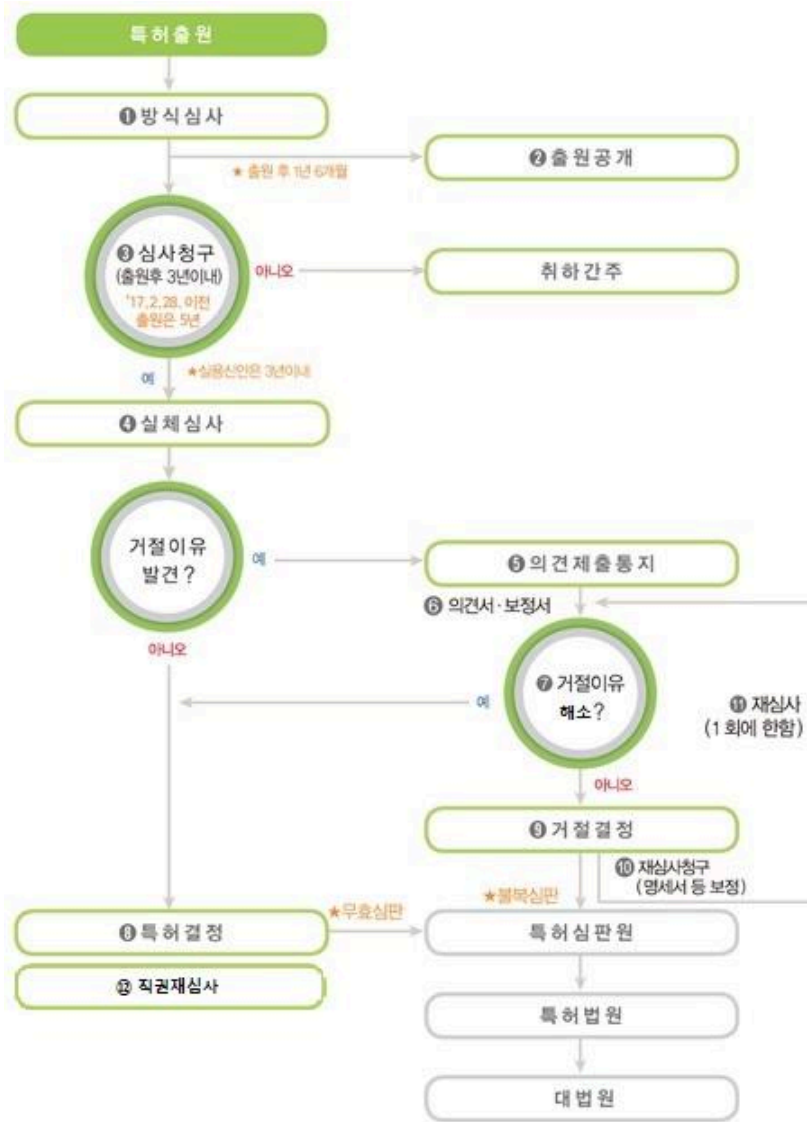 특허출원
❶ 방식심사
★ 출원 후 1년 6개월
❷ 출원공개
❸ 심사청구
(출원후 3년이내)
'17.2.28. 이전
출원은 5년
아니오
취하간주
예
★실용신안은 3년이내
❹ 실체심사
거절이유
발견?
예
❺ 의견제출통지
❻ 의견서·보정서
아니오
❼ 거절이유
해소?
예
⓫ 재심사
(1회에 한함)
아니오
❾ 거절결정
❿ 재심사청구
(명세서 등 보정)
★불복심판
❽ 특허결정
★무효심판
특허심판원
⑫ 직권재심사
특허법원
대법원